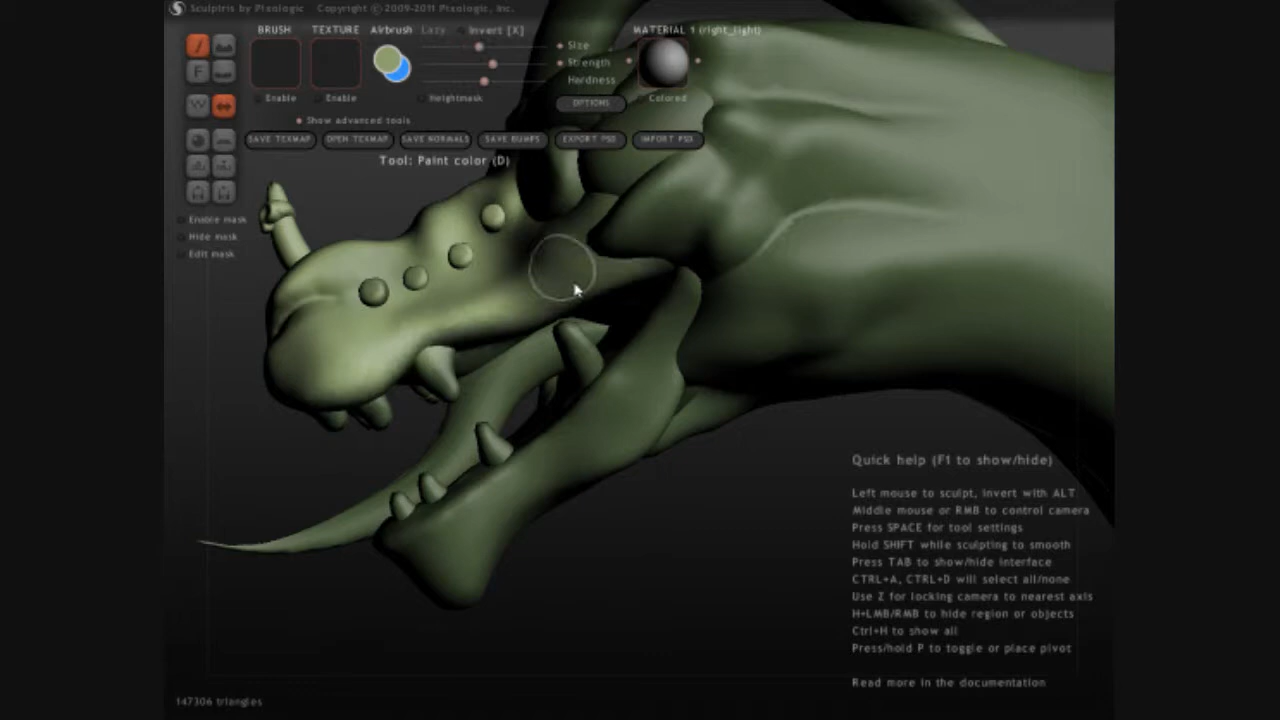 Sculptris by Pixologic Copyright © 2009-2011 Pixologic, Inc.
BRUSH TEXTURE Airbrush Lazy Invert [X] MATERIAL 1 (right_light)
Size
Strength
Hardness
Enable Enable Heightmask OPTIONS Colored
Show advanced tools
SAVE TEXMAP OPEN TEXMAP SAVE NORMALS SAVE BUMPS EXPORT PSD IMPORT PSD
Tool: Paint color (D)
F
Enable mask
Hide mask
Edit mask
Quick help (F1 to show/hide)
Left mouse to sculpt, invert with ALT
Middle mouse or RMB to control camera
Press SPACE for tool settings
Hold SHIFT while sculpting to smooth
Press TAB to show/hide interface
CTRL+A, CTRL+D will select all/none
Use Z for locking camera to nearest axis
H+LMB/RMB to hide region or objects
Ctrl+H to show all
Press/hold P to toggle or place pivot
Read more in the documentation
147306 triangles